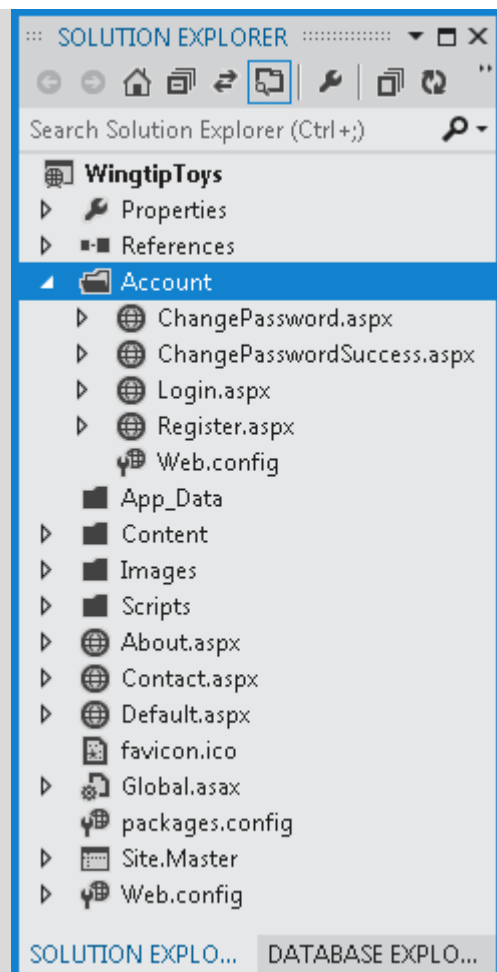 SOLUTION EXPLORER
Search Solution Explorer (Ctrl+;)
WingtipToys
Properties
References
Account
ChangePassword.aspx
ChangePasswordSuccess.aspx
Login.aspx
Register.aspx
Web.config
App_Data
Content
Images
Scripts
About.aspx
Contact.aspx
Default.aspx
favicon.ico
Global.asax
packages.config
Site.Master
Web.config
SOLUTION EXPLO... DATABASE EXPLO...